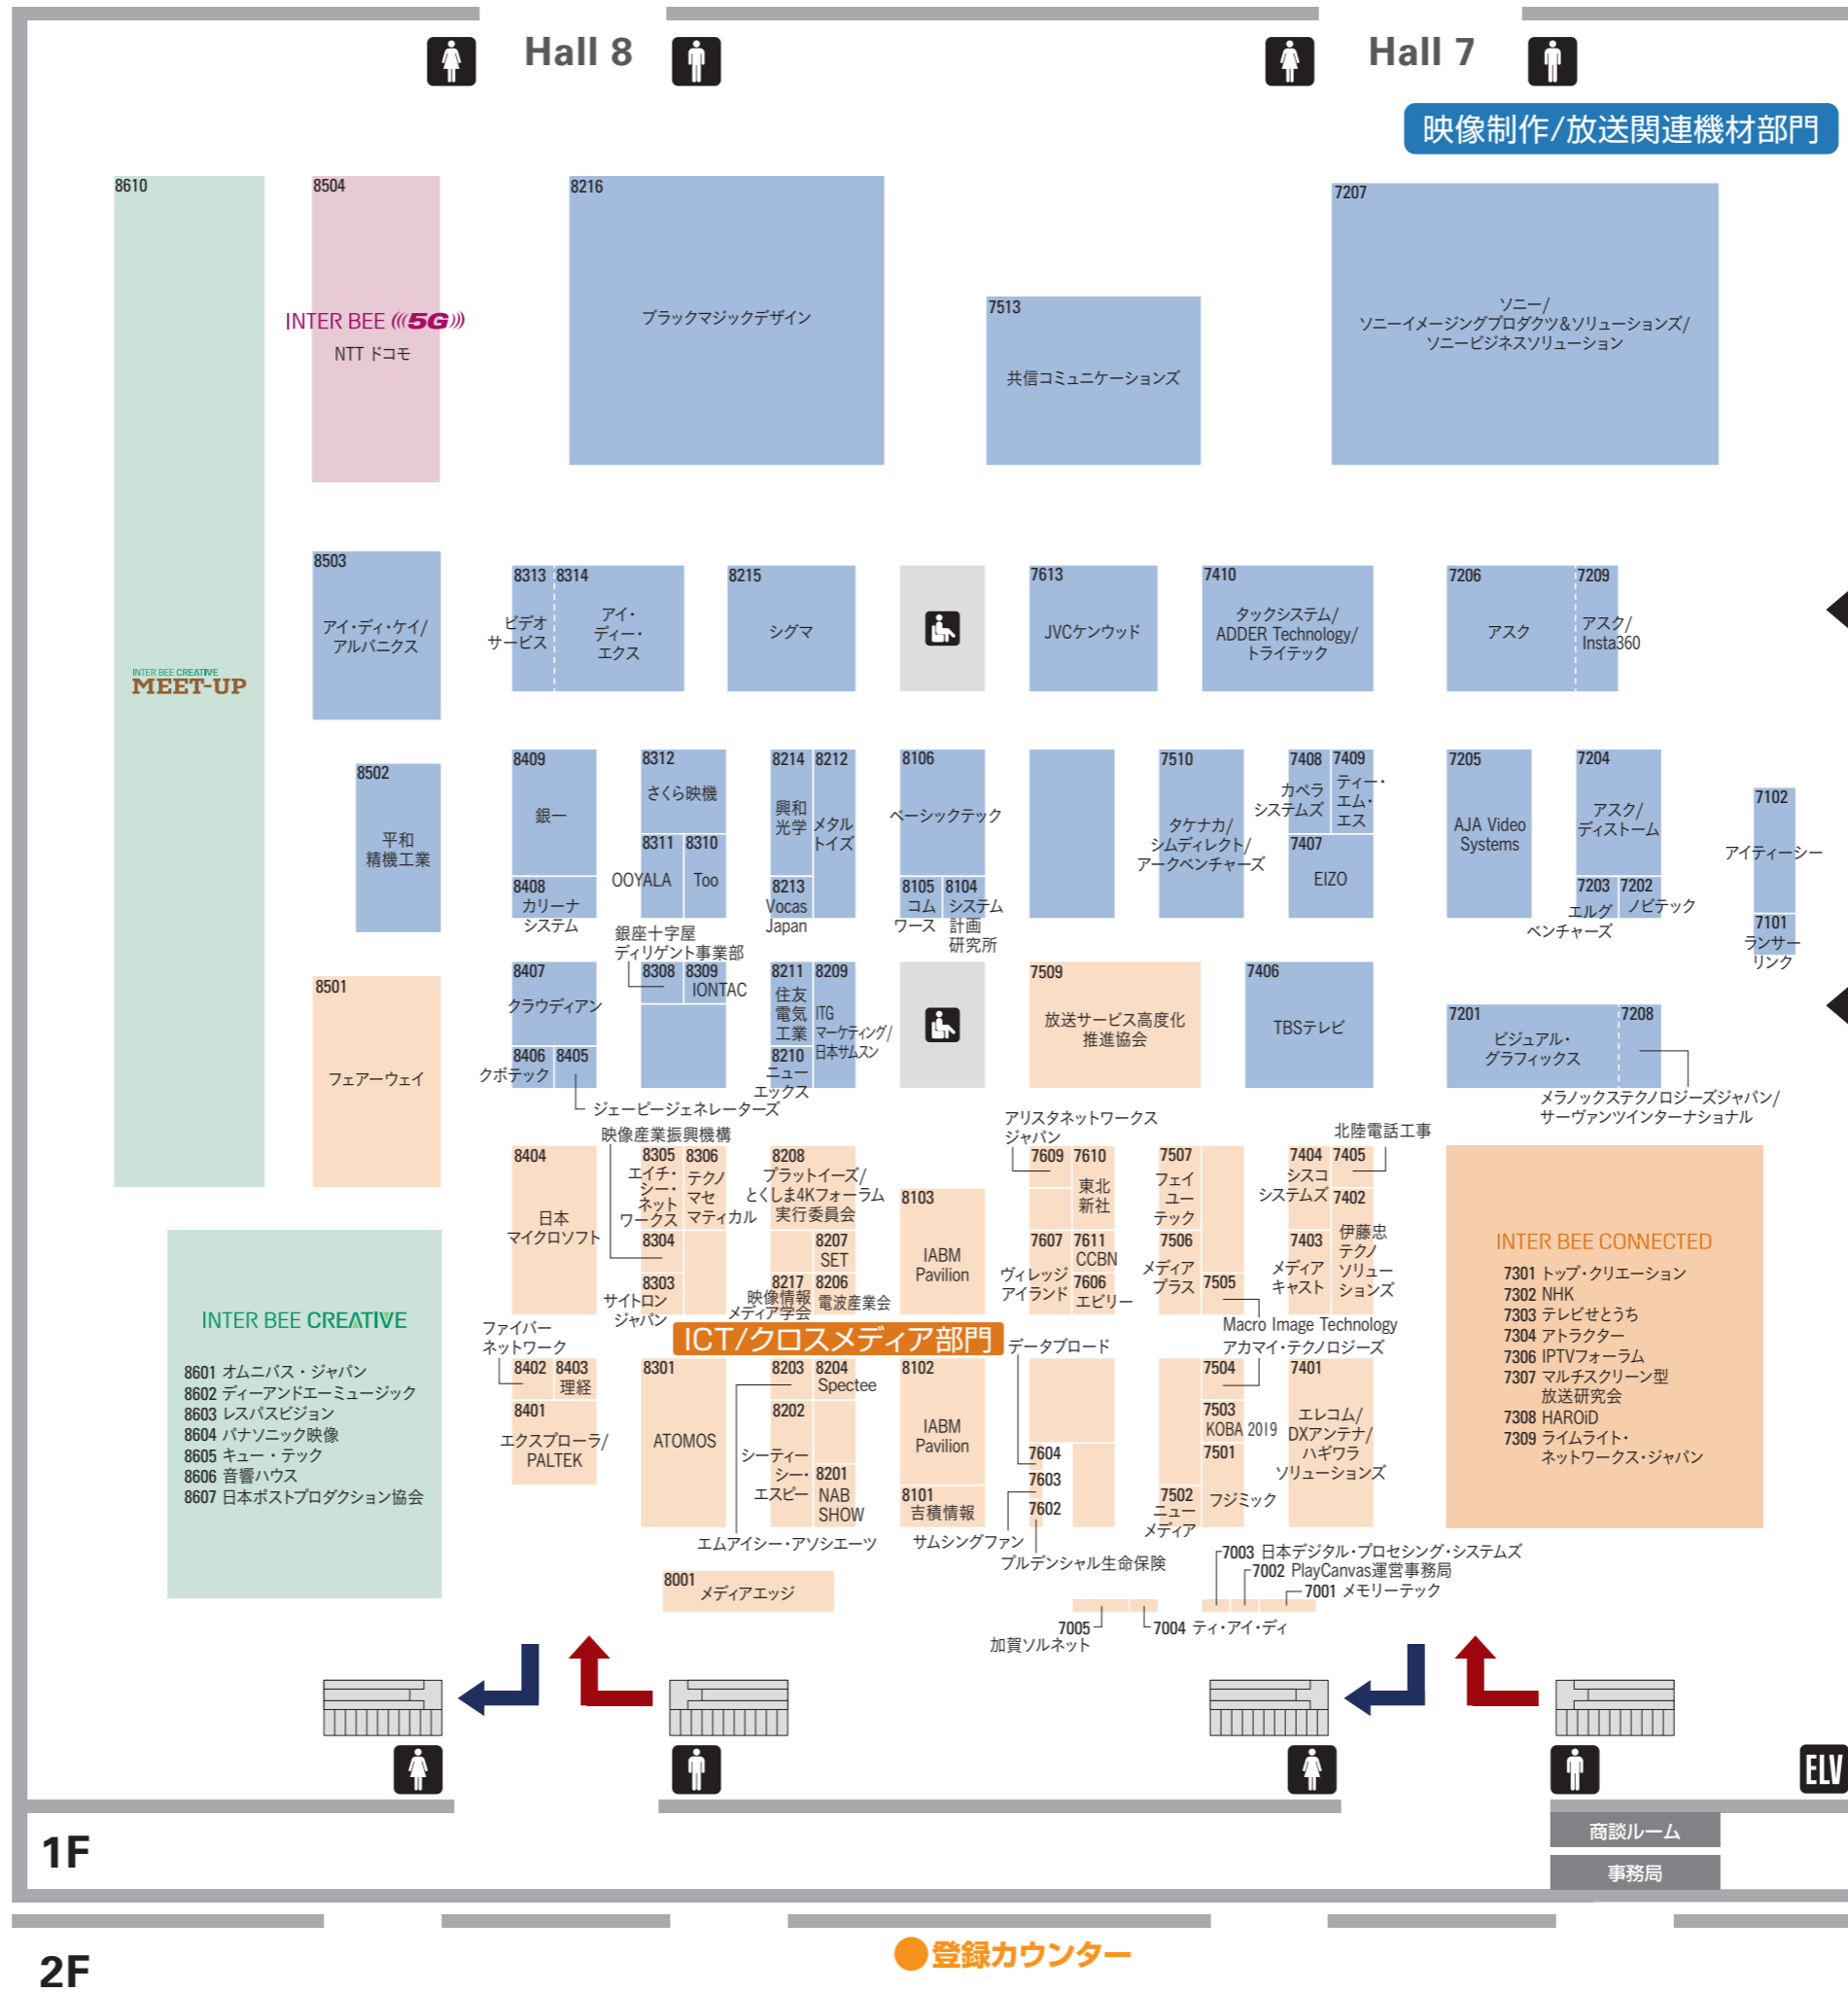 Hall 8
Hall 7
映像制作/放送関連機材部門
8610
INTER BEE CREATIVE
MEET-UP
8504
INTER BEE (((5G)))
NTT ドコモ
8216
ブラックマジックデザイン
7513
共信コミュニケーションズ
7207
ソニー/
ソニーイメージングプロダクツ&ソリューションズ/
ソニービジネスソリューション
8503
アイ・ディ・ケイ/
アルバニクス
8313
ビデオ
サービス
8314
アイ・
ディー・
エクス
8215
シグマ
7613
JVCケンウッド
7410
タックシステム/
ADDER Technology/
トライテック
7206
アスク
7209
アスク/
Insta360
8502
平和
精機工業
8409
銀一
8408
カリーナ
システム
8312
さくら映機
8311
OOYALA
8310
Too
8214
興和
光学
8212
メタル
トイズ
8213
Vocas
Japan
8106
ベーシックテック
8105
コム
ワース
8104
システム
計画
研究所
7510
タケナカ/
シムディレクト/
アークベンチャーズ
7408
カペラ
システムズ
7409
ティー・
エム・
エス
7407
EIZO
7205
AJA Video
Systems
7204
アスク/
ディストーム
7203
エルグ
ベンチャーズ
7202
ノビテック
7102
アイティーシー
7101
ランサー
リンク
8501
フェアーウェイ
8407
クラウディアン
8406
クボテック
8405
ジェーピージェネレーターズ
銀座十字屋
ディリゲント事業部
8308
8309
IONTAC
8211
住友
電気
工業
8209
ITG
マーケティング/
日本サムスン
8210
ニュー
エックス
7509
放送サービス高度化
推進協会
7406
TBSテレビ
7201
ビジュアル・
グラフィックス
7208
メラノックステクノロジーズジャパン/
サーヴァンツインターナショナル
8404
日本
マイクロソフト
映像産業振興機構
8305
エイチ・
シー・
ネット
ワークス
8306
テクノ
マセ
マティカル
8304
8303
サイトロン
ジャパン
8208
プラットイーズ/
とくしま4Kフォーラム
実行委員会
8207
SET
8217
映像情報
メディア学会
8206
電波産業会
8103
IABM
Pavilion
アリスタネットワークス
ジャパン
7609
7610
東北
新社
7607
ヴィレッジ
アイランド
7611
CCBN
7606
エビリー
7507
フェイ
ユー
テック
7506
メディア
プラス
7505
Macro Image Technology
北陸電話工事
7404
シスコ
システムズ
7405
7402
伊藤忠
テクノ
ソリュー
ションズ
7403
メディア
キャスト
INTER BEE CONNECTED
7301 トップ・クリエーション
7302 NHK
7303 テレビせとうち
7304 アトラクター
7306 IPTVフォーラム
7307 マルチスクリーン型
放送研究会
7308 HAROiD
7309 ライムライト・
ネットワークス・ジャパン
INTER BEE CREATIVE
8601 オムニバス・ジャパン
8602 ディーアンドエーミュージック
8603 レスパスビジョン
8604 パナソニック映像
8605 キュー・テック
8606 音響ハウス
8607 日本ポストプロダクション協会
ICT/クロスメディア部門
ファイバー
ネットワーク
8402
8403
理経
8401
エクスプローラ/
PALTEK
8301
ATOMOS
8203
8204
Spectee
8202
シーティー
シー・
エスピー
8201
NAB
SHOW
エムアイシー・アソシエーツ
8102
IABM
Pavilion
8101
吉積情報
データブロード
7604
7603
7602
サムシングファン
プルデンシャル生命保険
アカマイ・テクノロジーズ
7504
7503
KOBA 2019
7501
フジミック
7502
ニュー
メディア
7401
エレコム/
DXアンテナ/
ハギワラ
ソリューションズ
8001
メディアエッジ
7003 日本デジタル・プロセシング・システムズ
7002 PlayCanvas運営事務局
7001 メモリーテック
7005
加賀ソルネット
7004 ティ・アイ・ディ
ELV
1F
商談ルーム
事務局
2F
登録カウンター